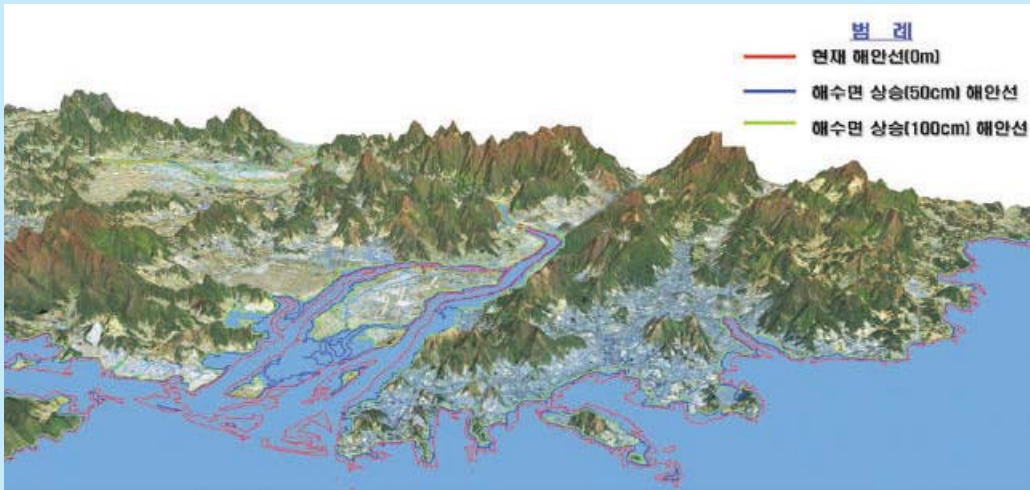 범 례
현재 해안선(0m)
해수면 상승(50cm) 해안선
해수면 상승(100cm) 해안선